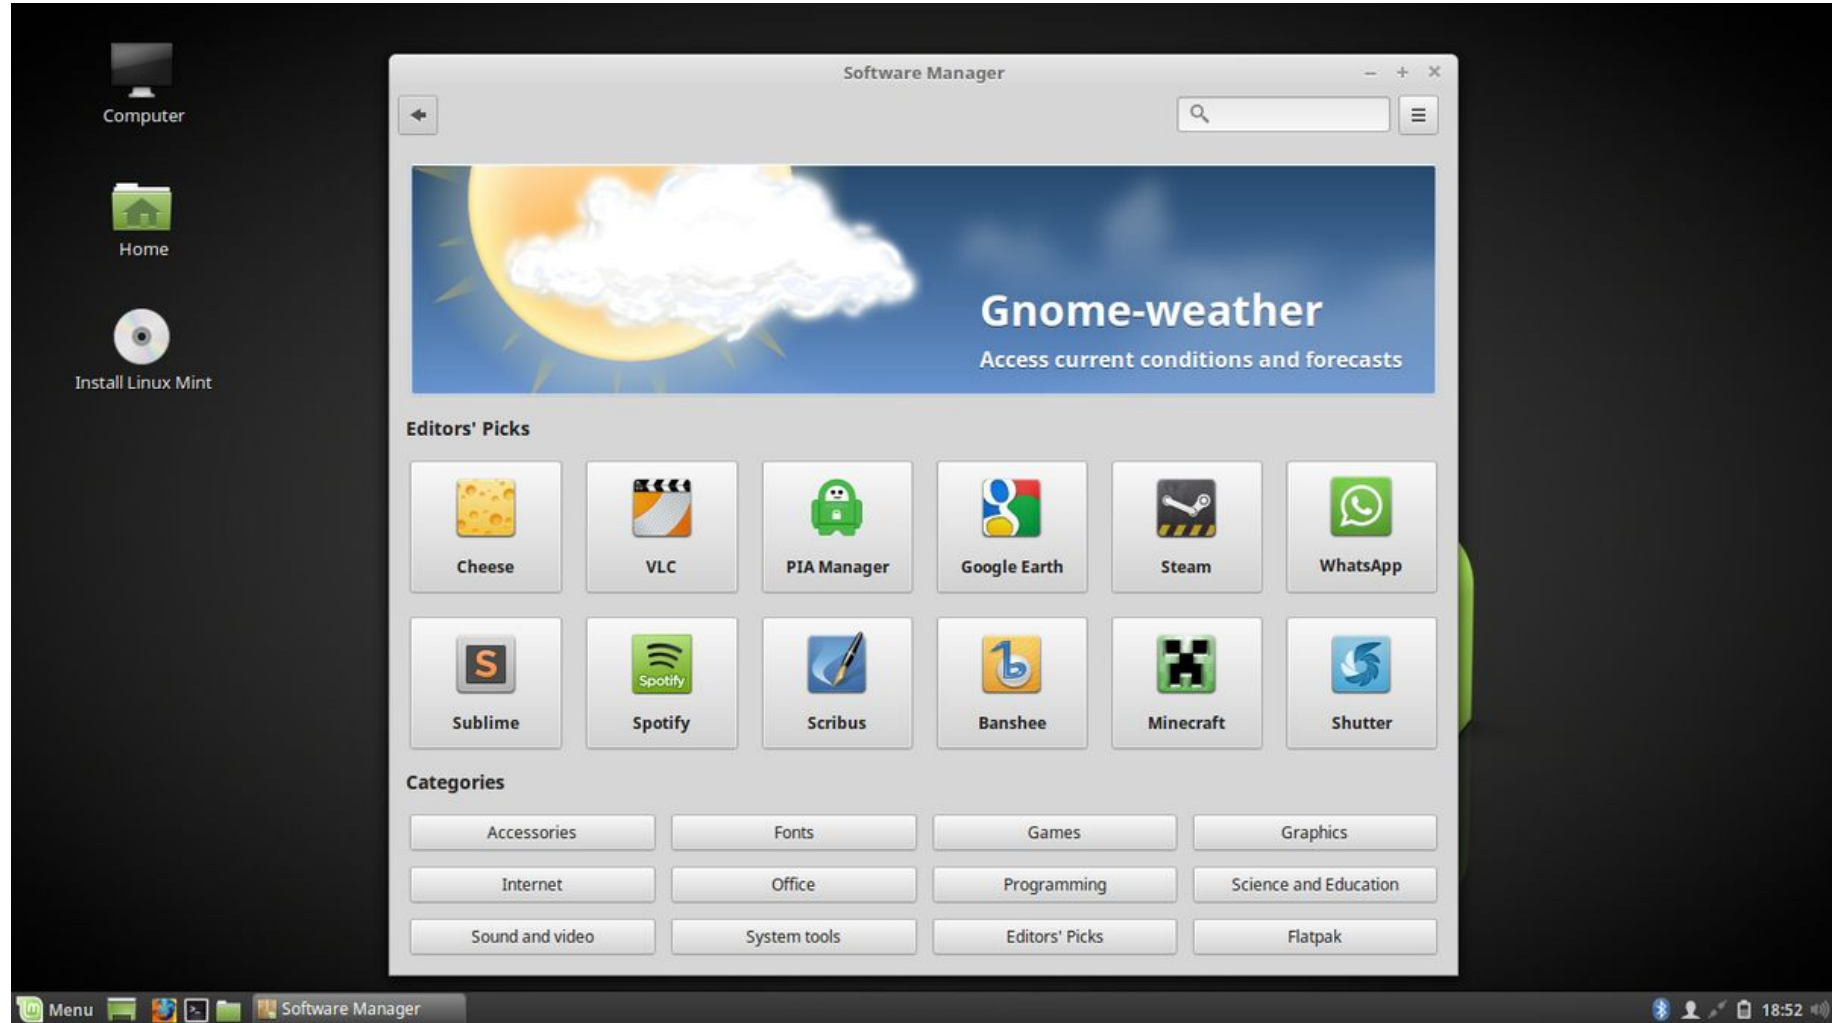 Computer
Home
Install Linux Mint
Software Manager
Gnome-weather
Access current conditions and forecasts
Editors' Picks
Cheese
VLC
PIA Manager
Google Earth
Steam
WhatsApp
S
Spotify
Sublime
Spotify
Scribus
Banshee
Minecraft
Shutter
Categories
Accessories
Fonts
Games
Graphics
Internet
Office
Programming
Science and Education
Sound and video
System tools
Editors' Picks
Flatpak
Menu
Software Manager
18:52